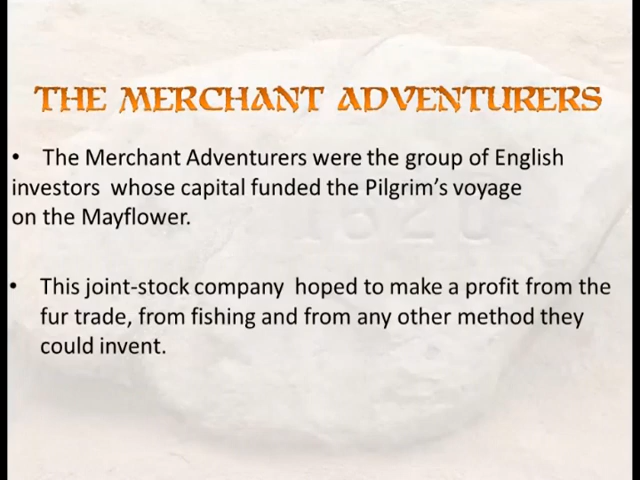 THE MERCHANT ADVENTURERS
• The Merchant Adventurers were the group of English
investors whose capital funded the Pilgrim’s voyage
on the Mayflower.
1620
• This joint-stock company hoped to make a profit from the
fur trade, from fishing and from any other method they
could invent.